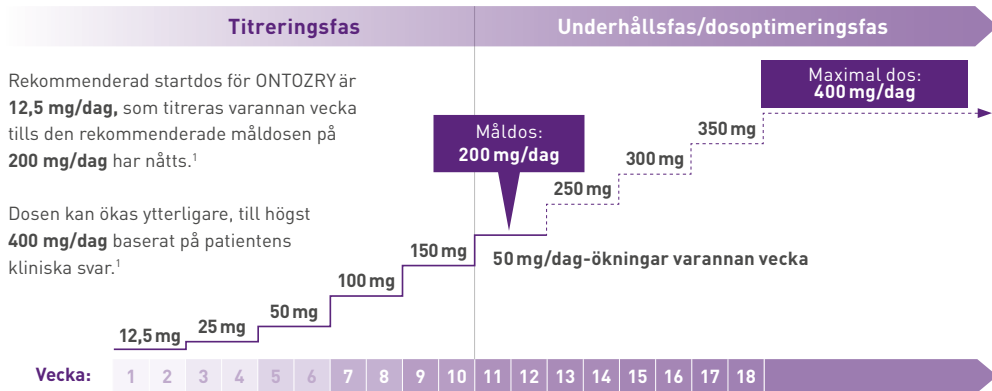 Titreringsfas
Underhållsfas/dosoptimeringsfas
Rekommenderad startdos för ONTOZRY är
12,5 mg/dag, som titreras varannan vecka
tills den rekommenderade måldosen på
200 mg/dag har nåtts.¹
Dosen kan ökas ytterligare, till högst
400 mg/dag baserat på patientens
kliniska svar.¹
Maximal dos:
400 mg/dag
Måldos:
200 mg/dag
350 mg
300 mg
250 mg
150 mg
50 mg/dag-ökningar varannan vecka
100 mg
50 mg
25 mg
12,5 mg
Vecka: 1 2 3 4 5 6 7 8 9 10 11 12 13 14 15 16 17 18